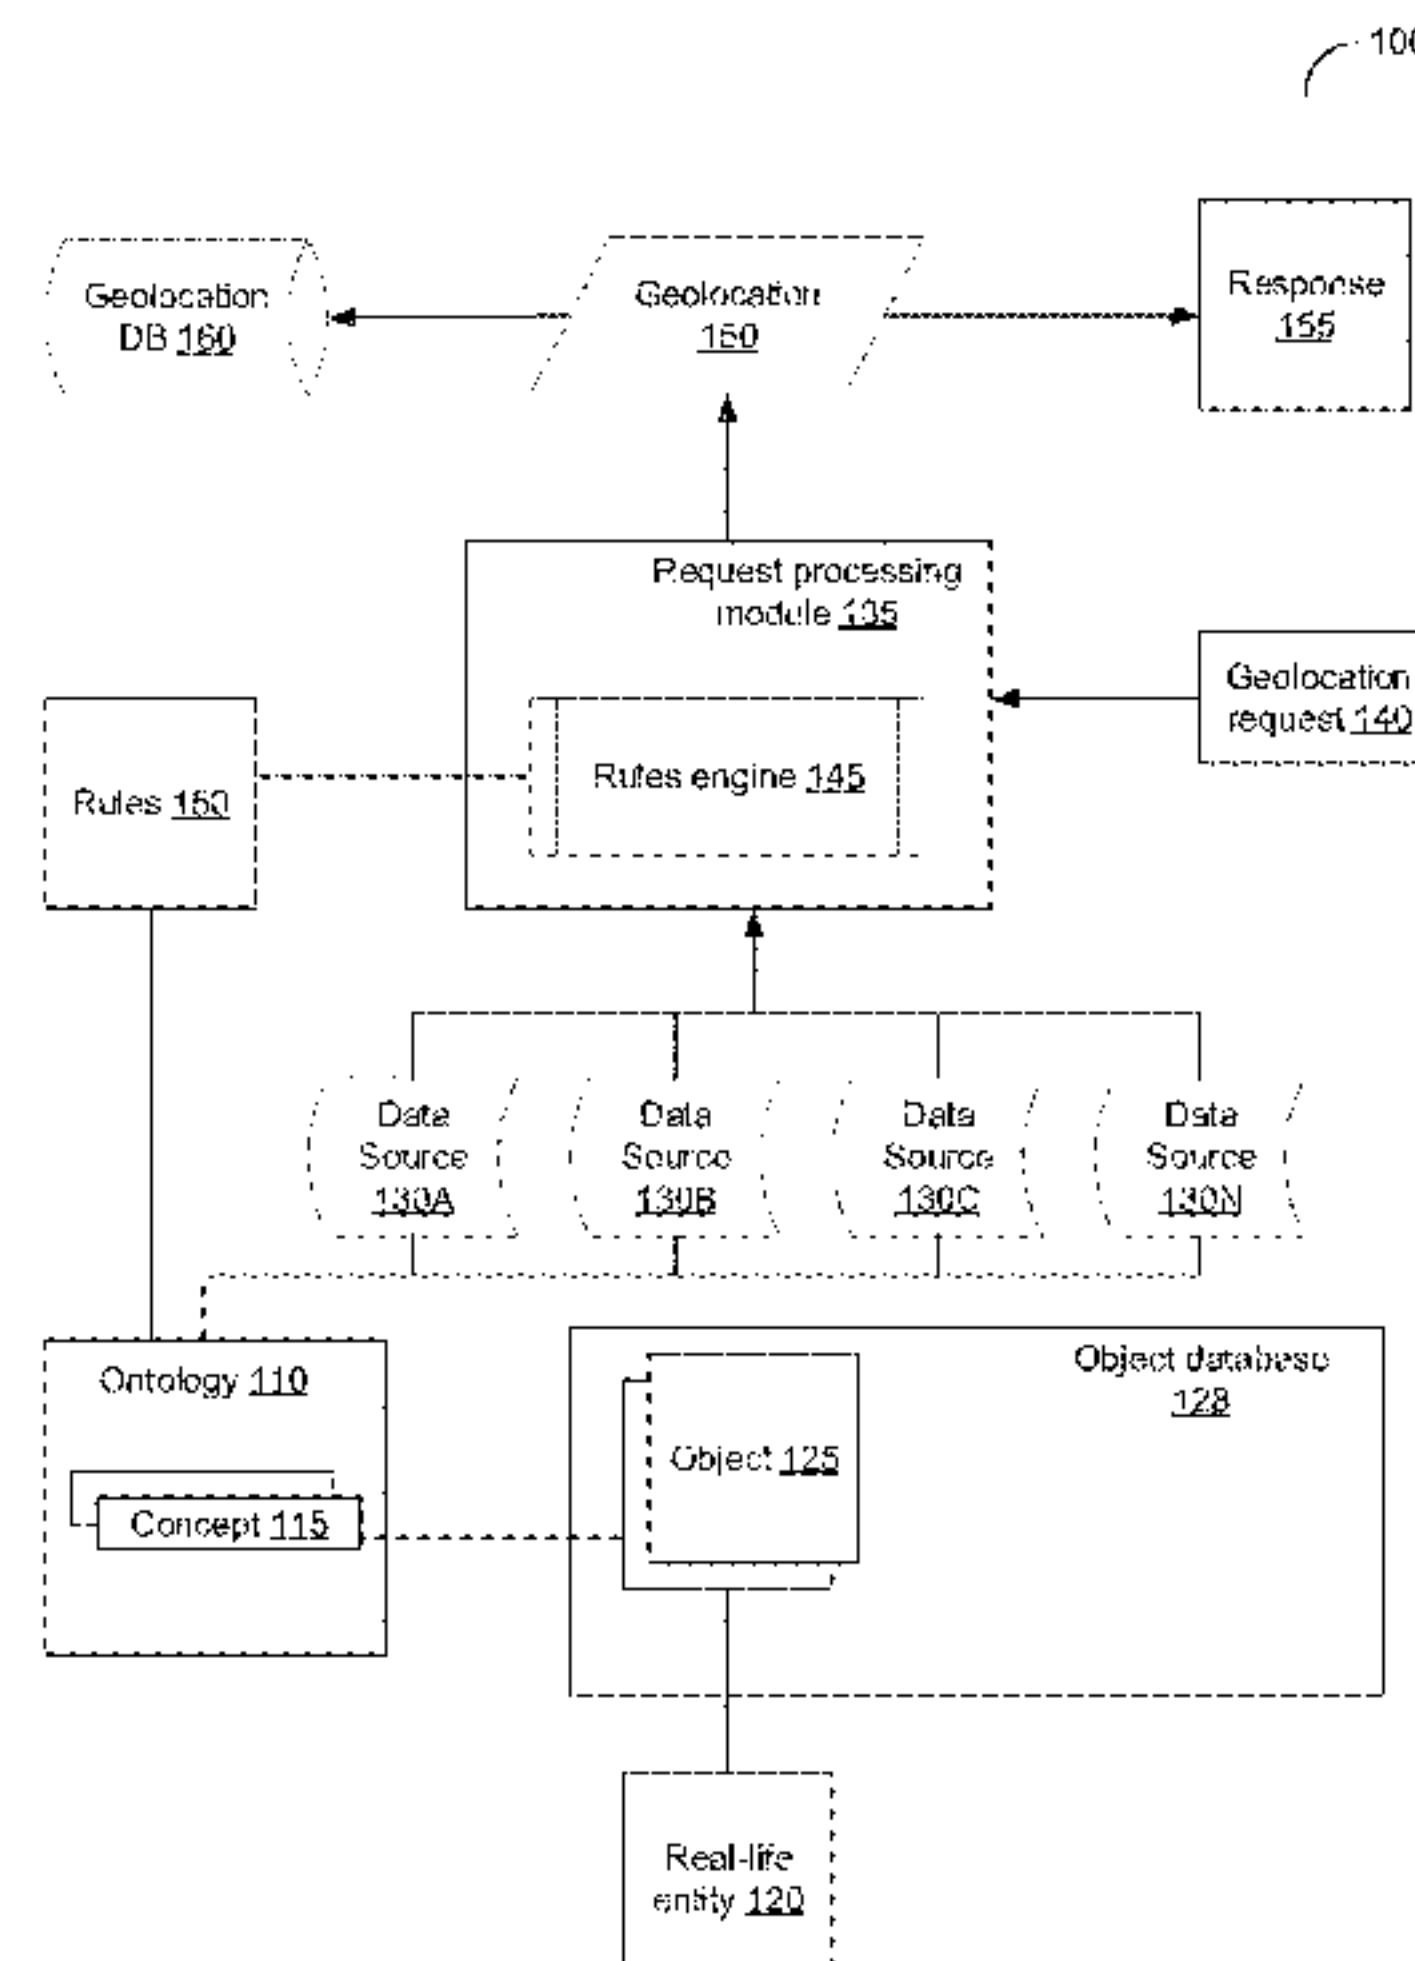 100
Geolocation
DB 160
Geolocation
150
Response
155
Request processing
module 135
Geolocation
request 140
Rules 150
Rules engine 145
Data
Source
130A
Data
Source
130B
Data
Source
130C
Data
Source
130N
Ontology 110
Object database
128
Object 125
Concept 115
Real-life
entity 120